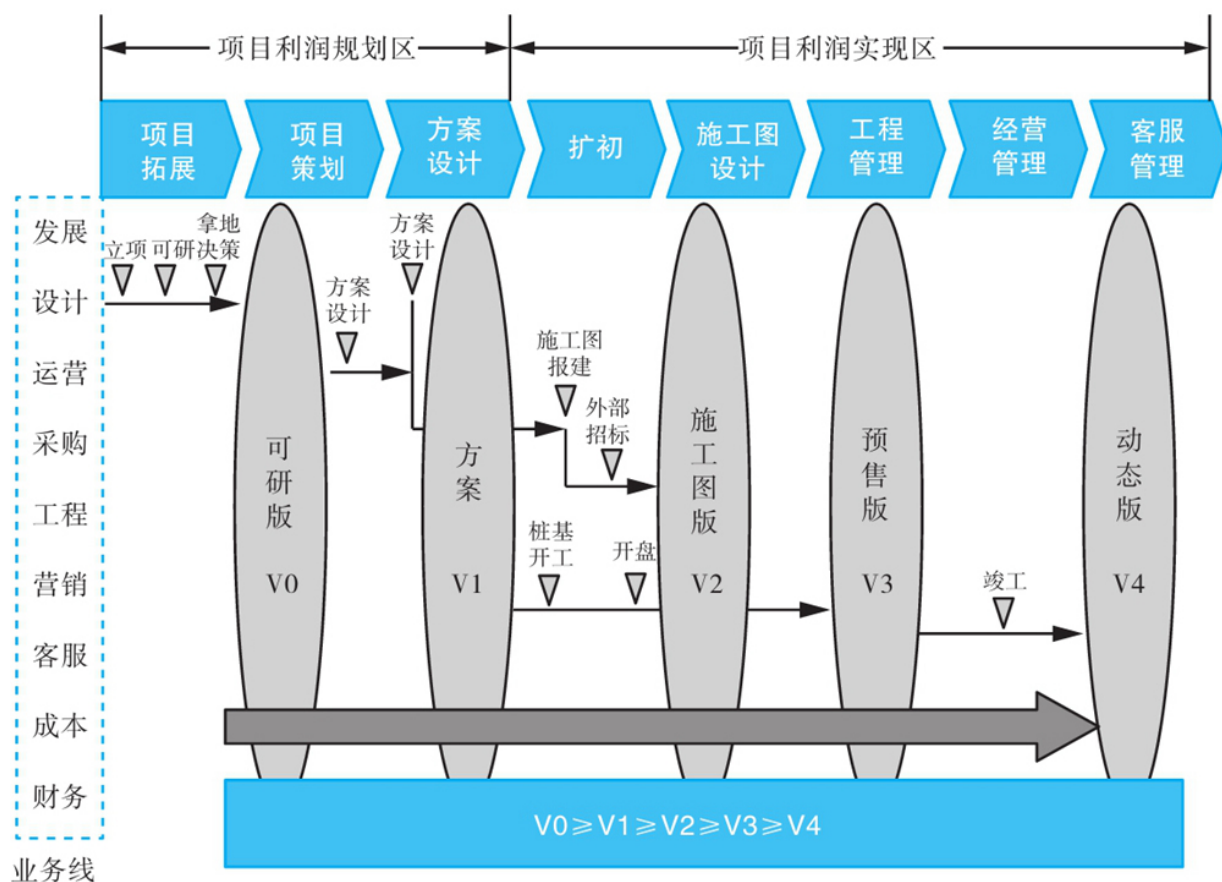 项目利润规划区
项目利润实现区
项目
拓展
项目
策划
方案
设计
扩初
施工图
设计
工程
管理
经营
管理
客服
管理
发展
设计
运营
采购
工程
营销
客服
成本
财务
业务线
立项
可研
拿地
决策
方案
设计
方案
设计
施工图
报建
外部
招标
桩基
开工
开盘
竣工
可研版
V0
方案
V1
施工图版
V2
预售版
V3
动态版
V4
V0≥V1≥V2≥V3≥V4